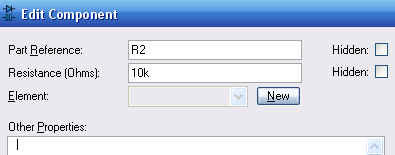 Edit Component
Part Reference: R2 Hidden:
Resistance (Ohms): 10k Hidden:
Element: New
Other Properties: